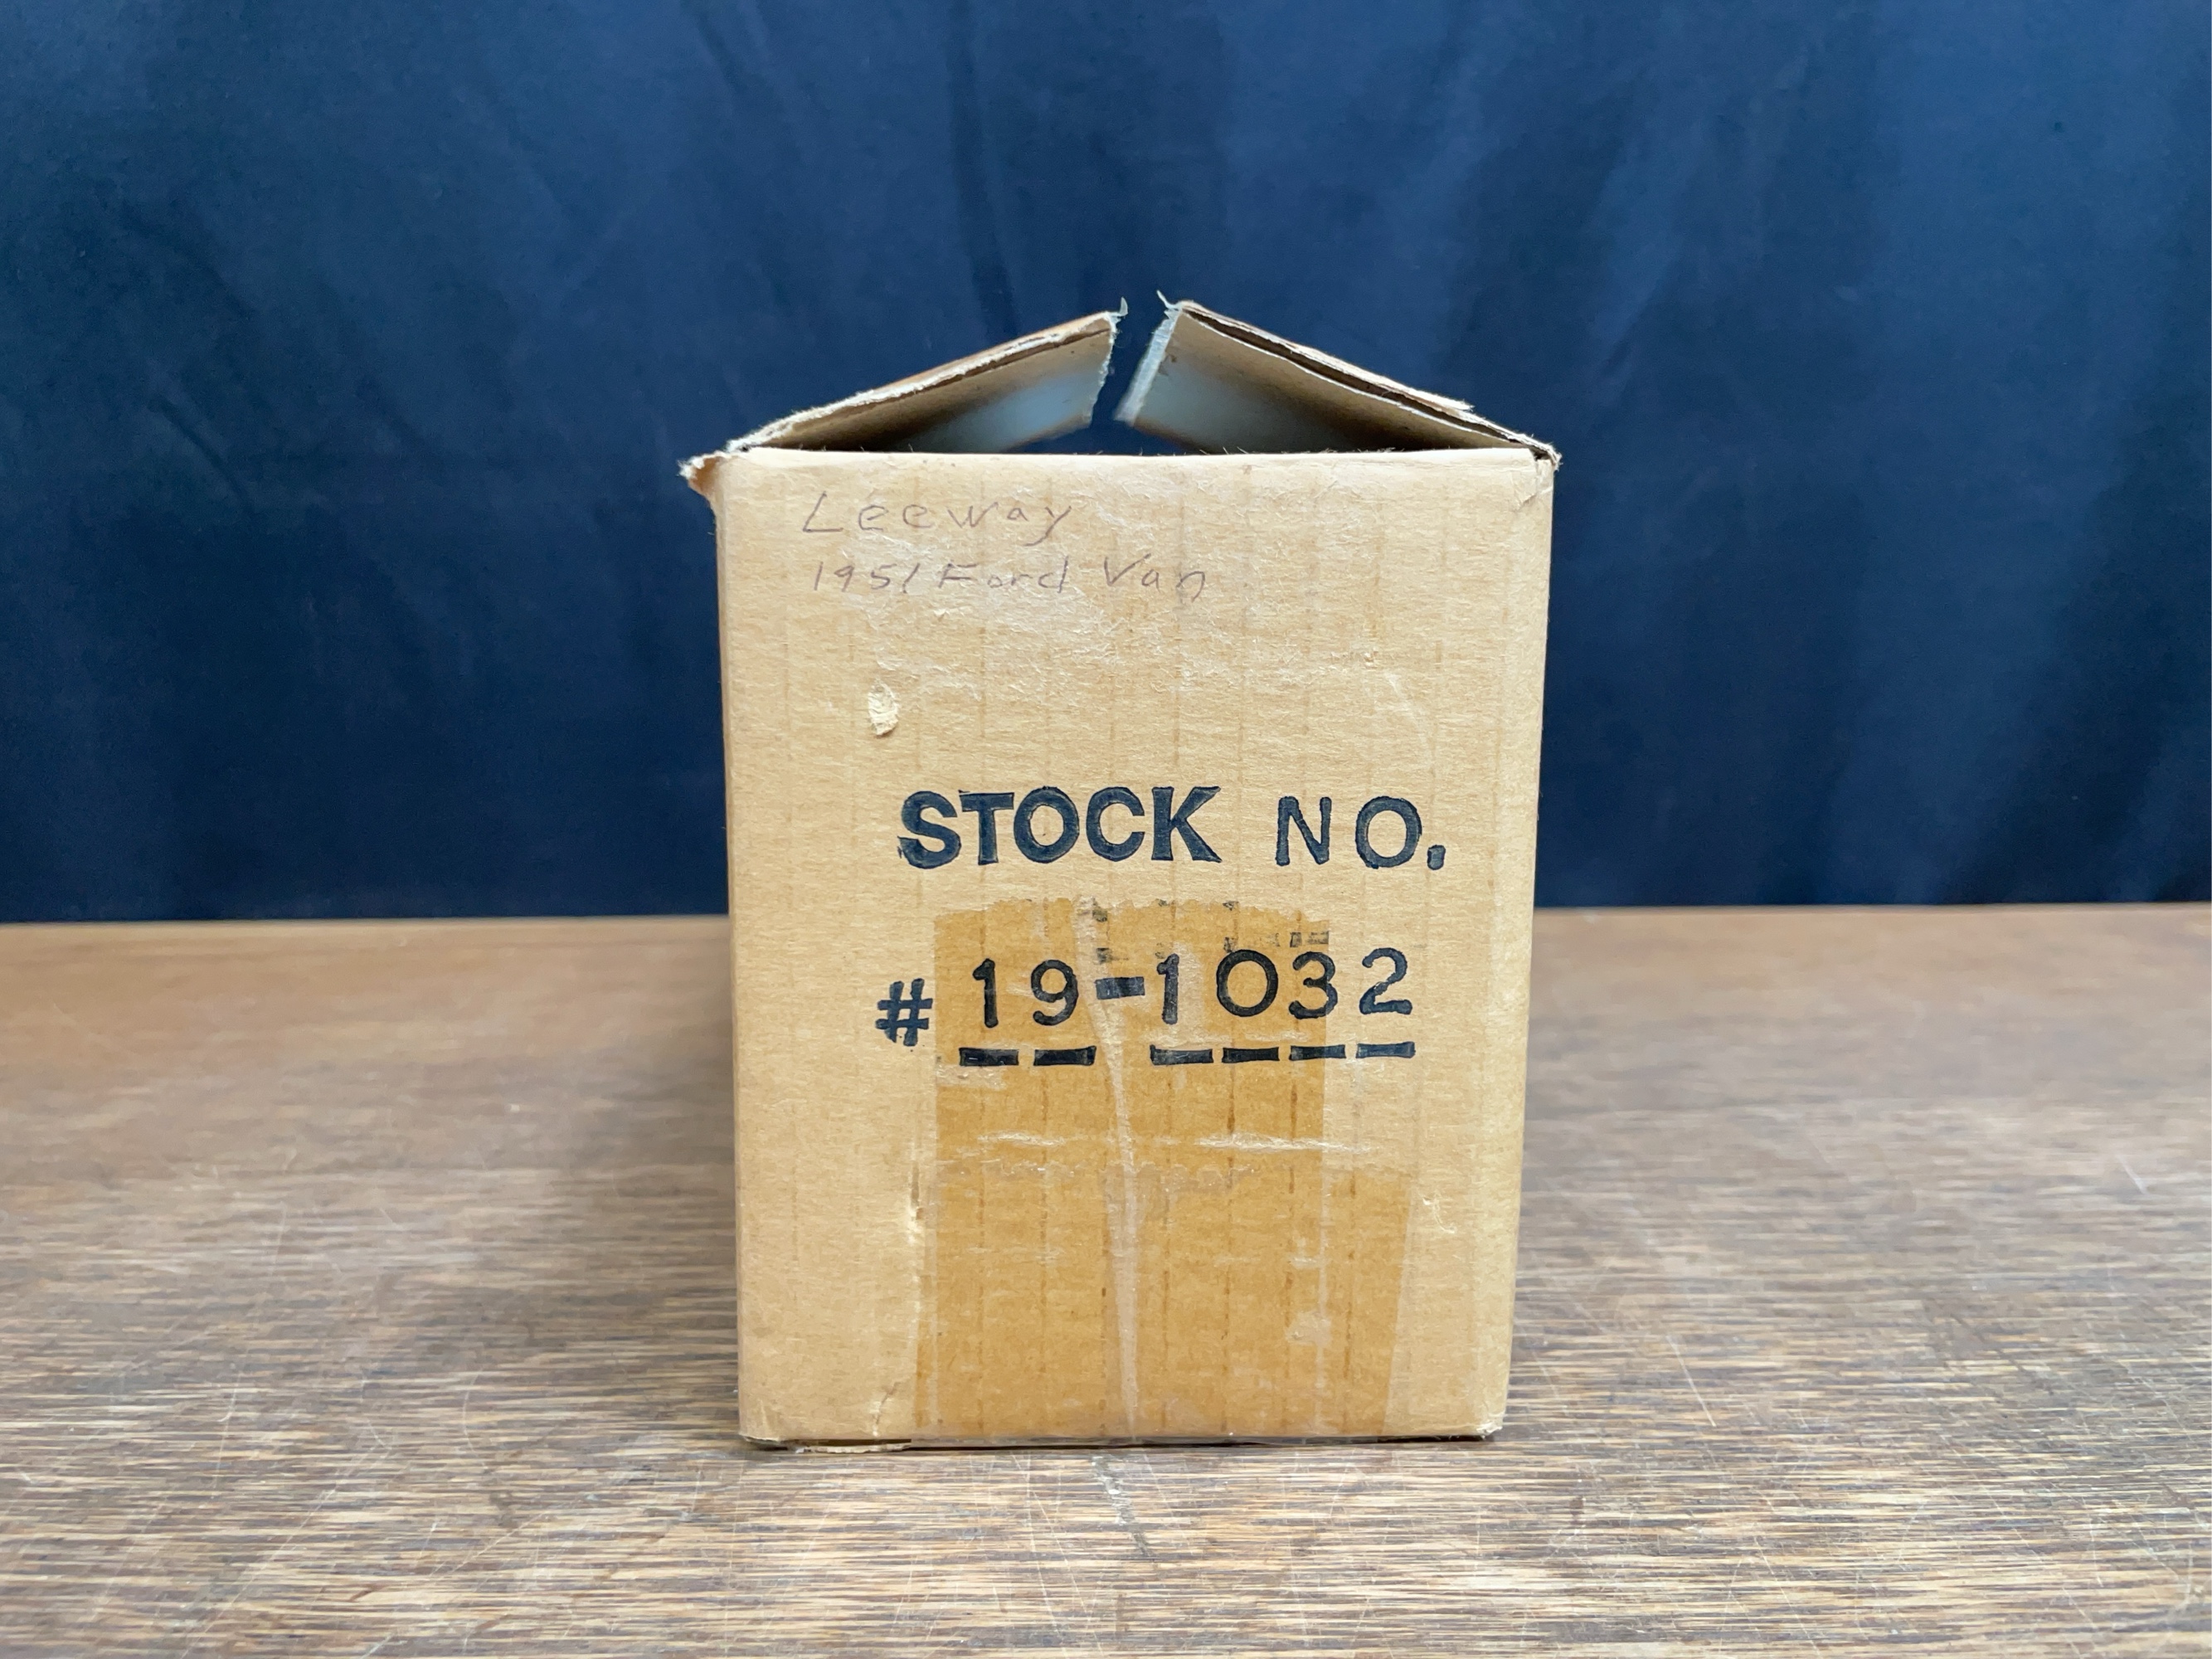 Leeway
1951 Ford Van
STOCK NO.
# 19-1032